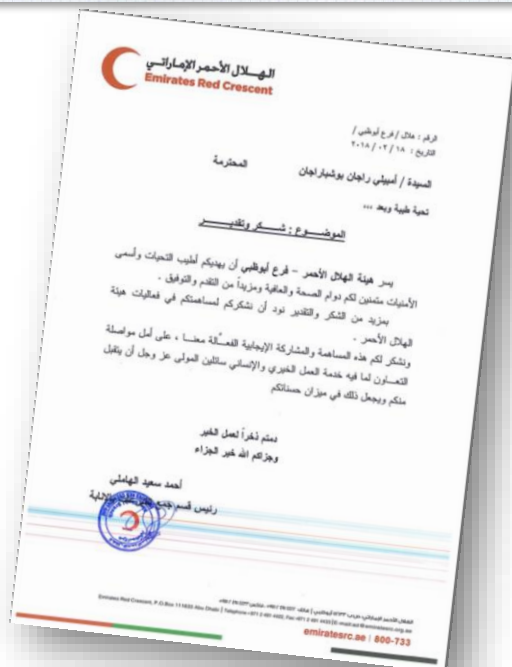 الهلال الأحمر الإماراتي
Emirates Red Crescent
الرقم : هلال / فرع أبوظبي /
التاريخ : ١٨ / ٠٢ / ٢٠١٨
السيدة / أمبيلي راجان بوشباراجان المحترمة
تحية طيبة وبعد ،،،
الموضوع : شكر وتقدير
يسر هيئة الهلال الأحمر – فرع أبوظبي أن يهديكم أطيب التحيات وأسمى
الأمنيات متمنين لكم دوام الصحة والعافية ومزيداً من التقدم والتوفيق .
بمزيد من الشكر والتقدير نود أن نشكركم لمساهمتكم في فعاليات هيئة
الهلال الأحمر .
ونشكر لكم هذه المساهمة والمشاركة الإيجابية الفعّالة معنا ، على أمل مواصلة
التعاون لما فيه خدمة العمل الخيري والإنساني سائلين المولى عز وجل أن يتقبل
منكم ويجعل ذلك في ميزان حسناتكم
دمتم ذخراً لعمل الخير
وجزاكم الله خير الجزاء
أحمد سعيد الهاملي
رئيس قسم جمع بالإنابة
emiratesrc.ae | 800-733